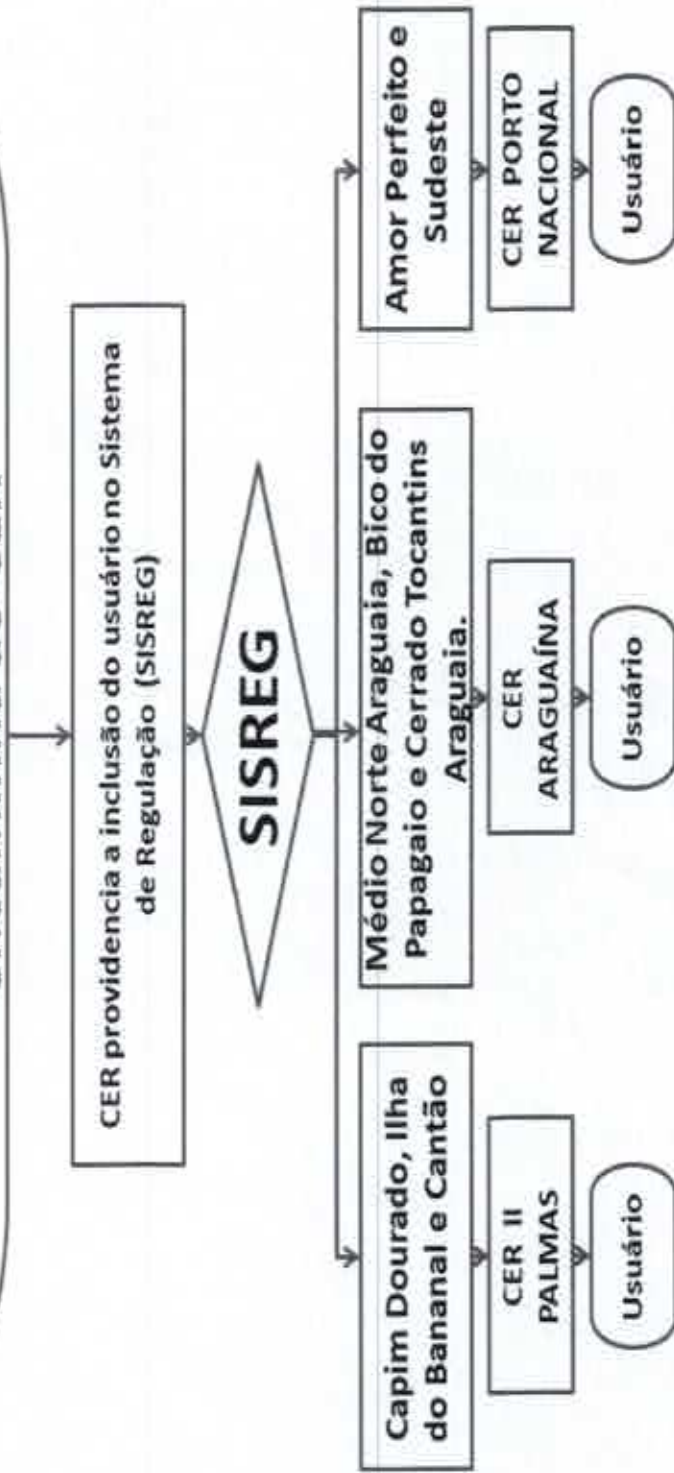 CER providencia a inclusão do usuário no Sistema
de Regulação (SISREG)
SISREG
Capim Dourado, Ilha
do Bananal e Cantão
CER II
PALMAS
Usuário
Médio Norte Araguaia, Bico do
Papagaio e Cerrado Tocantins
Araguaia.
CER
ARAGUAÍNA
Usuário
Amor Perfeito e
Sudeste
CER PORTO
NACIONAL
Usuário